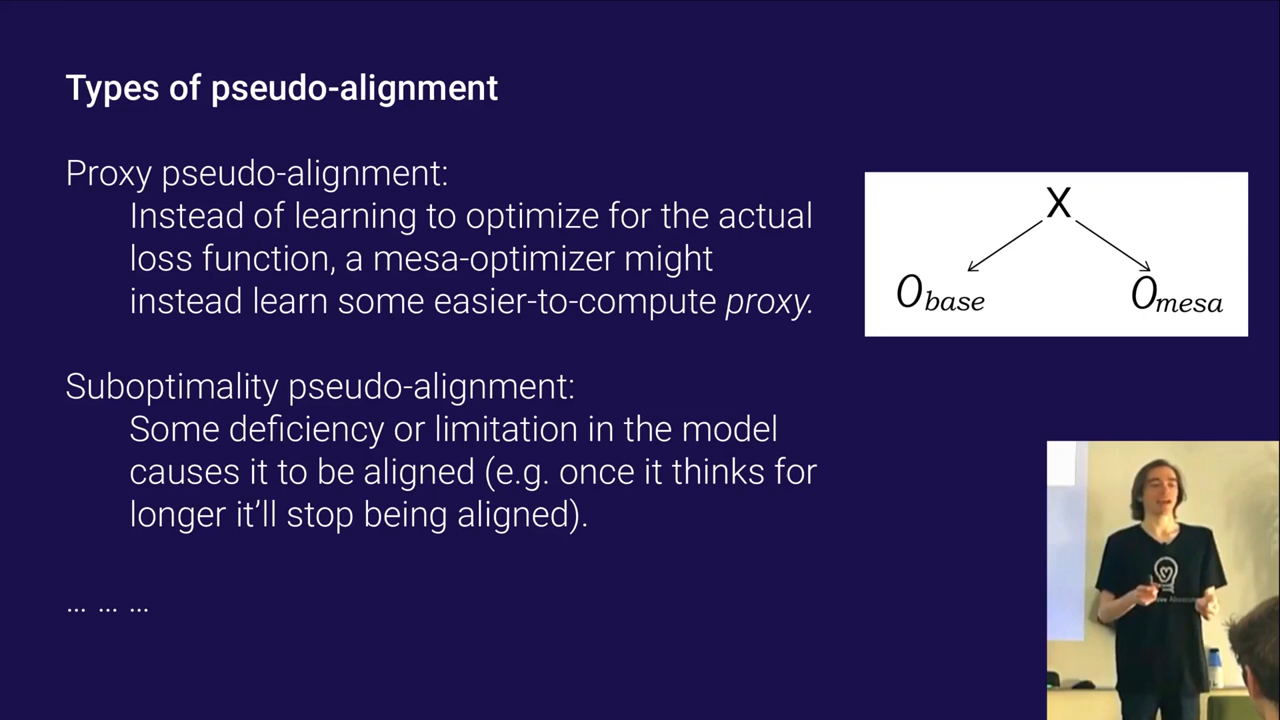 Types of pseudo-alignment
Proxy pseudo-alignment:
Instead of learning to optimize for the actual
loss function, a mesa-optimizer might
instead learn some easier-to-compute proxy.
X
O base
O mesa
Suboptimality pseudo-alignment:
Some deficiency or limitation in the model
causes it to be aligned (e.g. once it thinks for
longer it’ll stop being aligned).
... ... ...